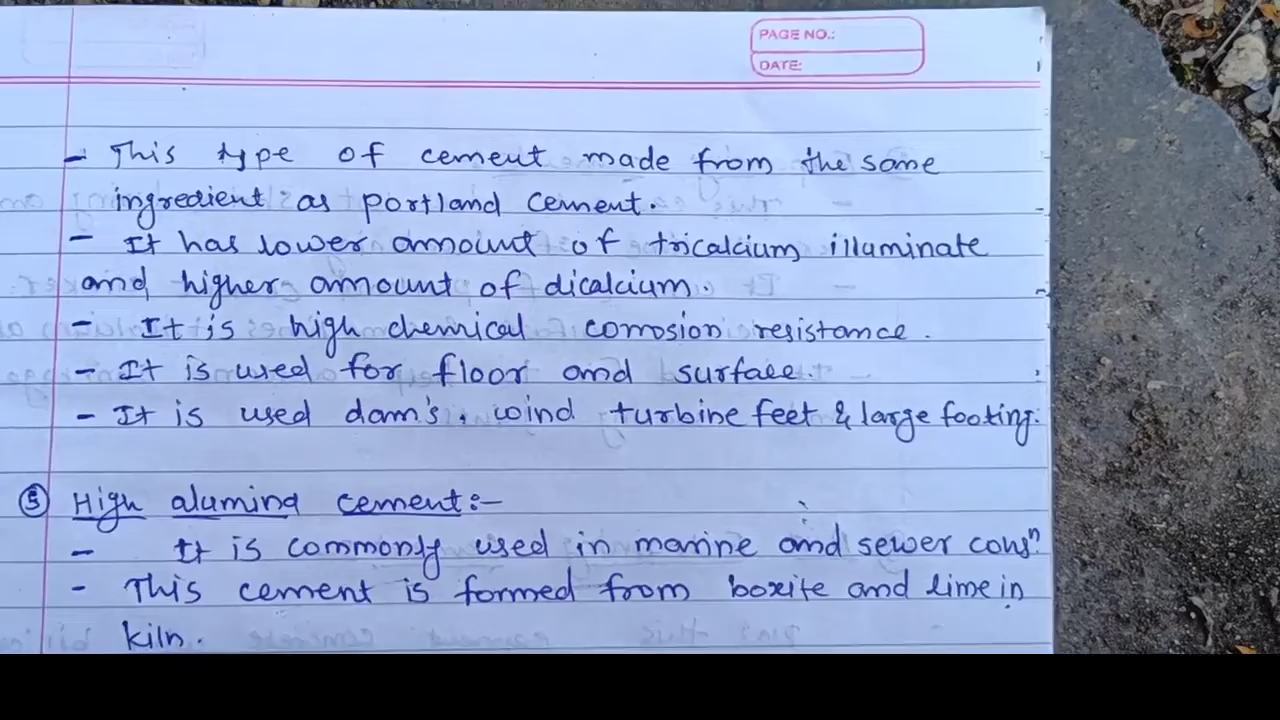 PAGE NO.:
DATE:
- This type of cement made from the same
ingredient as portland cement.
- It has lower amount of tricalcium illuminate
and higher amount of dicalcium.
- It is high chemical corrosion resistance.
- It is used for floor and surface.
- It is used dam's, wind turbine feet & large footing.
⑤ High alumina cement:-
- It is commonly used in marine and sewer consⁿ.
- This cement is formed from boxite and lime in
kiln.